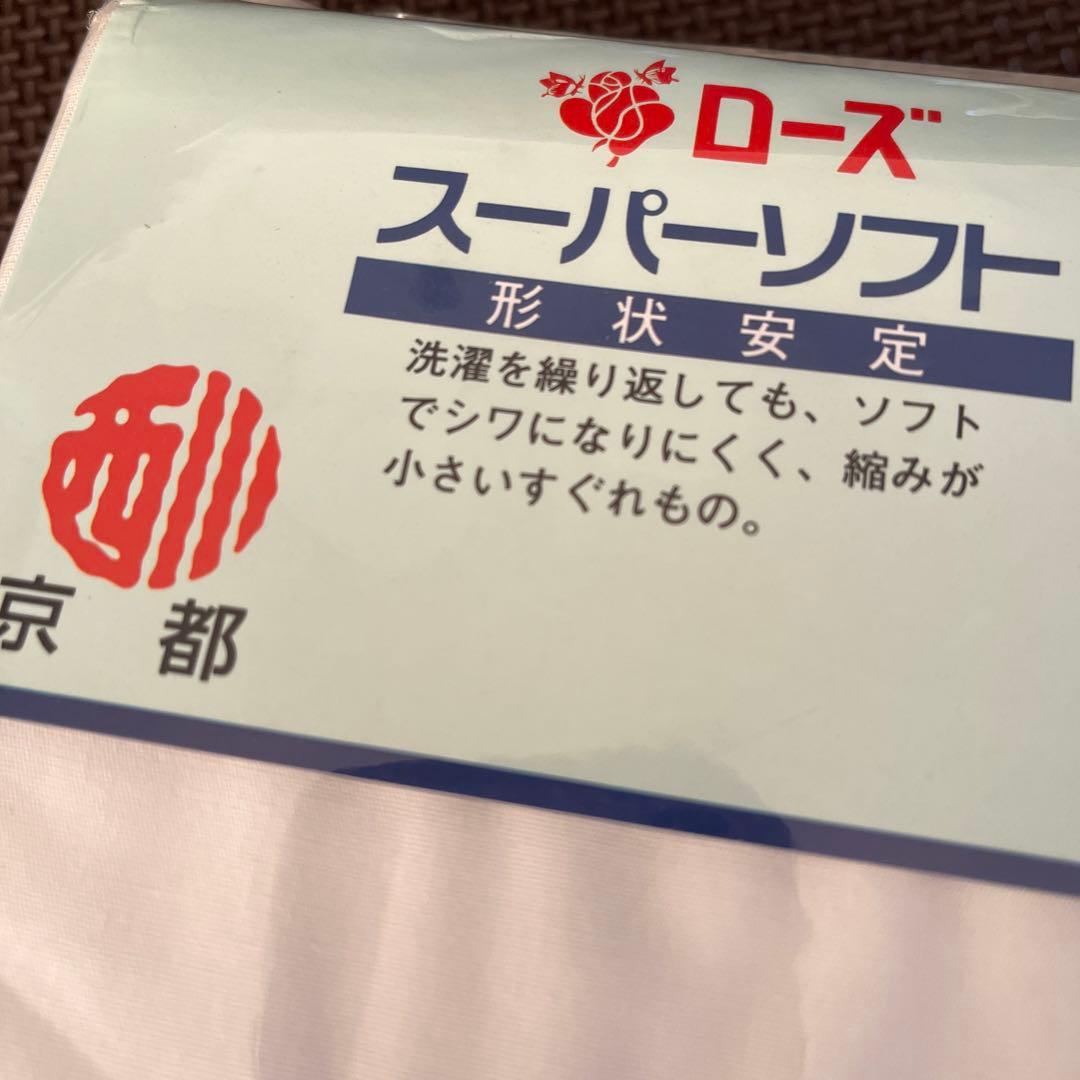 ローズ
スーパーソフト
形状安定
洗濯を繰り返しても、ソフト
でシワになりにくく、縮みが
小さいすぐれもの。
西川
京都